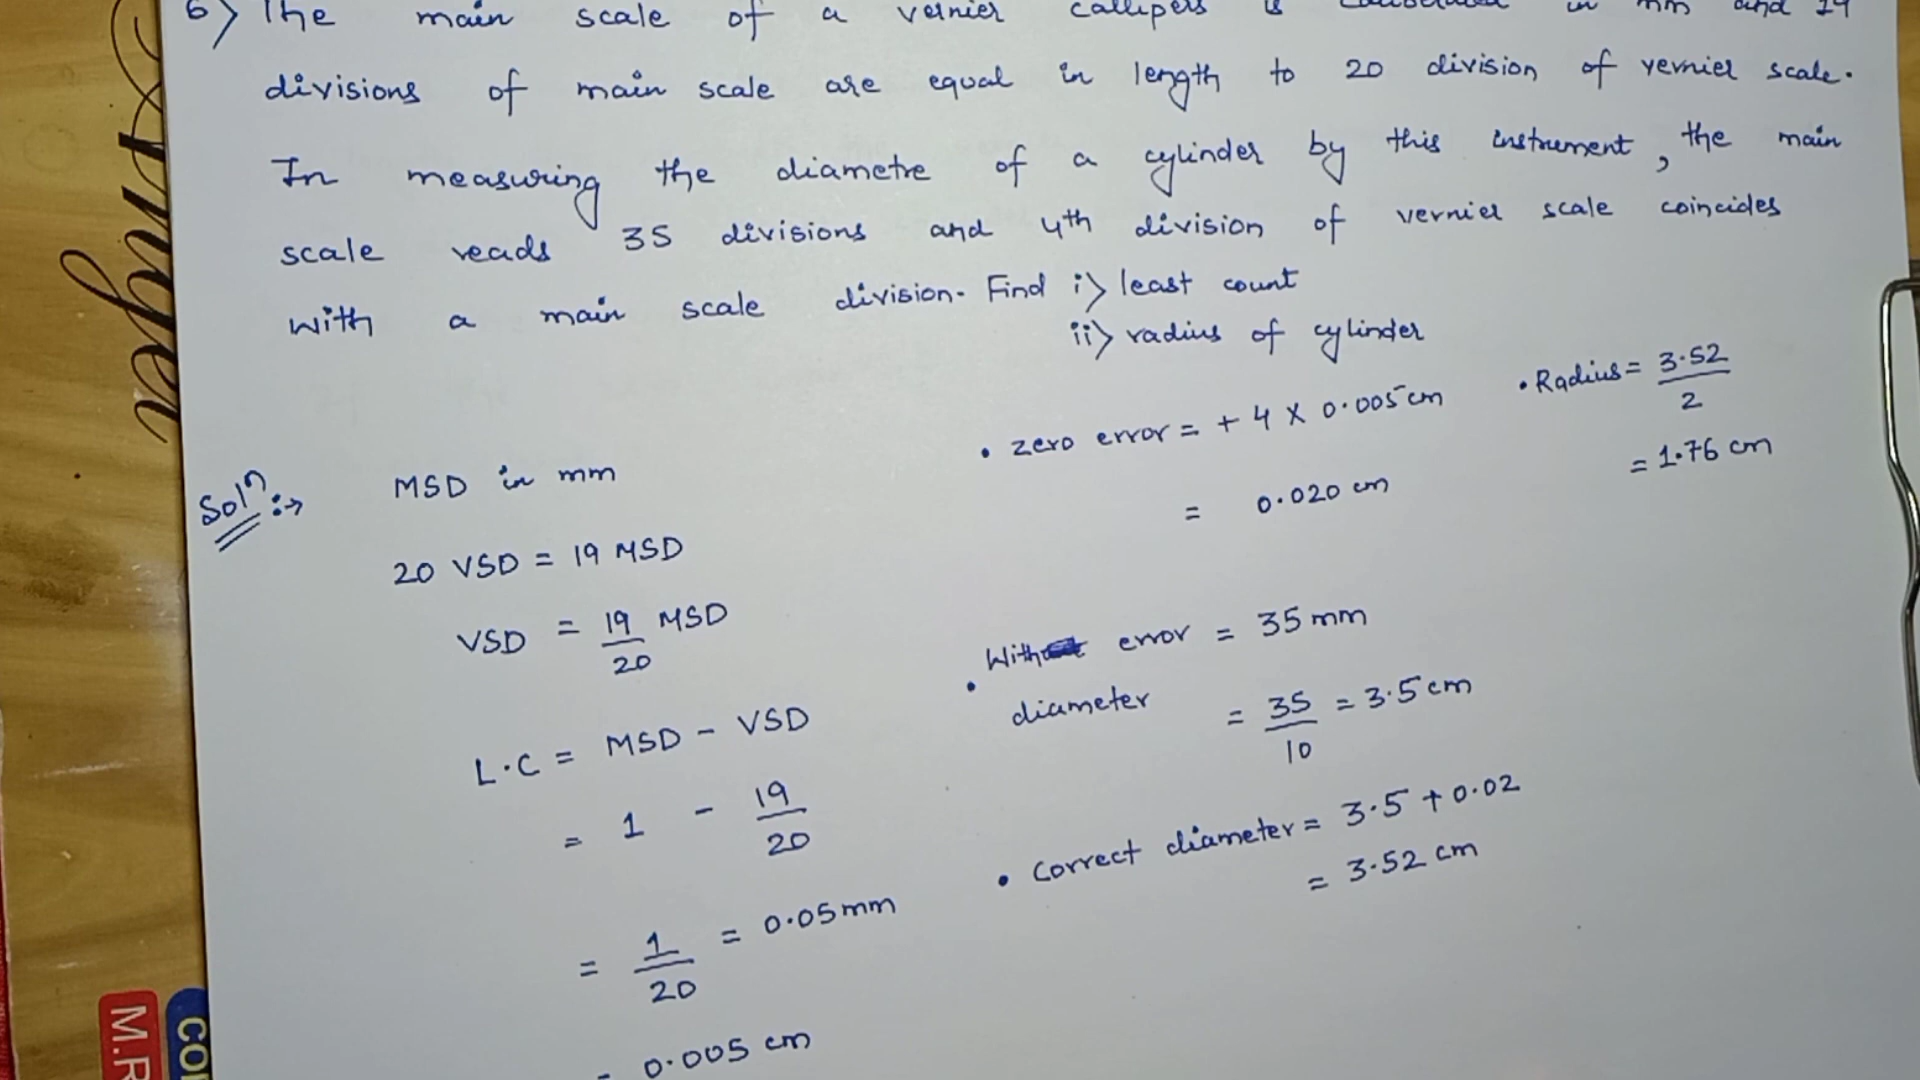 6) The main scale of a vernier callipers is in mm and 19
divisions of main scale are equal in length to 20 division of vernier scale.
In measuring the diametre of a cylinder by this instrument, the main
scale reads 35 divisions and 4th division of vernier scale coincides
with a main scale division. Find i) least count
ii) radius of cylinder
Soln :→
MSD in mm
20 VSD = 19 MSD
VSD = 19/20 MSD
L.C = MSD - VSD
= 1 - 19/20
= 1/20 = 0.05 mm
0.005 cm
• zero error = + 4 X 0.005 cm
= 0.020 cm
• With error = 35 mm
diameter = 35/10 = 3.5 cm
• correct diameter = 3.5 + 0.02
= 3.52 cm
• Radius = 3.52/2
= 1.76 cm
M.R
CO